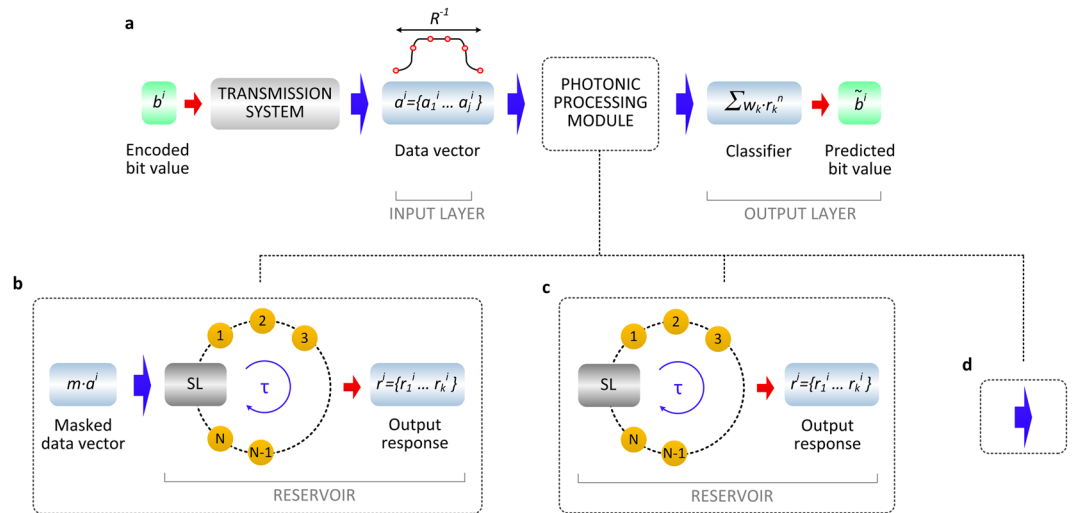 a
R⁻¹
bⁱ
TRANSMISSION
SYSTEM
aⁱ={a₁ⁱ ... aⱼⁱ}
PHOTONIC
PROCESSING
MODULE
∑wₖ·rₖⁿ
b̃ⁱ
Encoded
bit value
Data vector
Classifier
Predicted
bit value
INPUT LAYER
OUTPUT LAYER
b
1
2
3
m·aⁱ
SL
τ
rⁱ={r₁ⁱ... rₖⁱ}
Masked
data vector
Output
response
N
N-1
RESERVOIR
c
1
2
3
SL
τ
rⁱ={r₁ⁱ... rₖⁱ}
Output
response
N
N-1
RESERVOIR
d